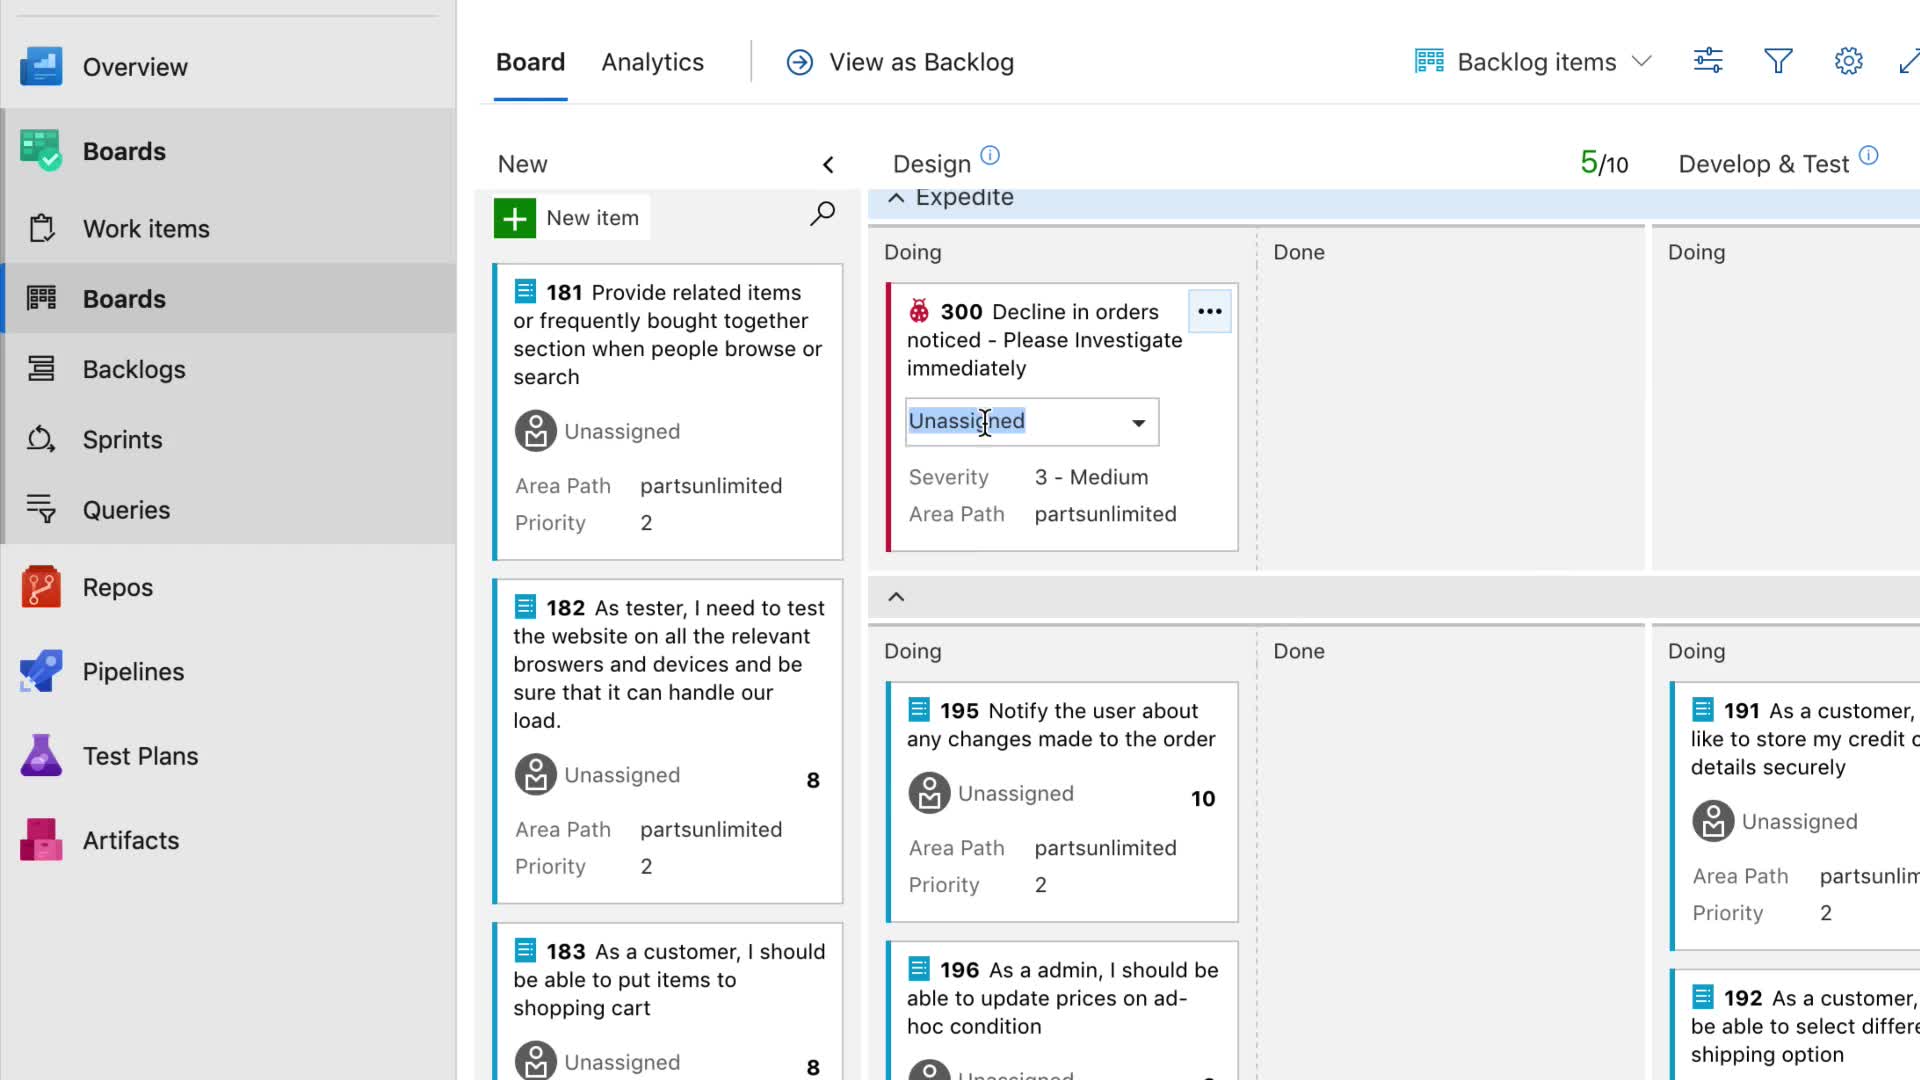 Overview
Boards
Work items
Boards
Backlogs
Sprints
Queries
Repos
Pipelines
Test Plans
Artifacts
Board Analytics View as Backlog Backlog items
New
New item
181 Provide related items
or frequently bought together
section when people browse or
search
Unassigned
Area Path partsunlimited
Priority 2
182 As tester, I need to test
the website on all the relevant
broswers and devices and be
sure that it can handle our
load.
Unassigned 8
Area Path partsunlimited
Priority 2
183 As a customer, I should
be able to put items to
shopping cart
Unassigned 8
Design 5/10
Expedite
Doing
300 Decline in orders
noticed - Please Investigate
immediately
Unassigned
Severity 3 - Medium
Area Path partsunlimited
Done
Doing
195 Notify the user about
any changes made to the order
Unassigned 10
Area Path partsunlimited
Priority 2
196 As a admin, I should be
able to update prices on ad-
hoc condition
Unassigned
Done
Develop & Test
Doing
Doing
191 As a customer,
like to store my credit
details securely
Unassigned
Area Path partsunlim
Priority 2
192 As a customer,
be able to select differe
shipping option